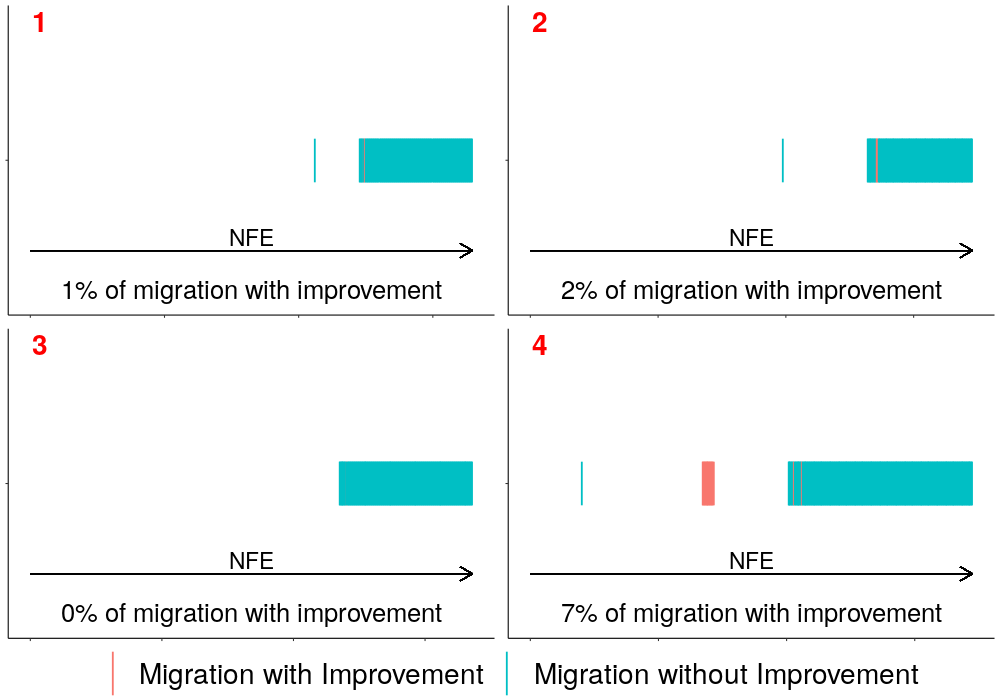 1
NFE
1% of migration with improvement
2
NFE
2% of migration with improvement
3
NFE
0% of migration with improvement
4
NFE
7% of migration with improvement
Migration with Improvement
Migration without Improvement